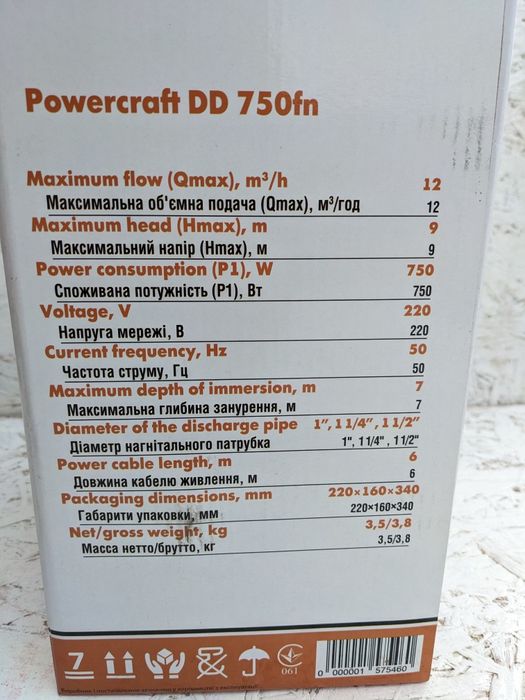 Powercraft DD 750fn
Maximum flow (Qmax), m³/h 12
Максимальна об'ємна подача (Qmax), м³/год 12
Maximum head (Hmax), m 9
Максимальний напір (Hmax), м 9
Power consumption (P1), W 750
Споживана потужність (P1), Вт 750
Voltage, V 220
Напруга мережі, В 220
Current frequency, Hz 50
Частота струму, Гц 50
Maximum depth of immersion, m 7
Максимальна глибина занурення, м 7
Diameter of the discharge pipe 1", 1 1/4", 1 1/2"
Діаметр нагнітального патрубка 1", 1 1/4", 1 1/2"
Power cable length, m 6
Довжина кабелю живлення, м 6
Packaging dimensions, mm 220×160×340
Габарити упаковки, мм 220×160×340
Net/gross weight, kg 3,5/3,8
Масса нетто/брутто, кг 3,5/3,8
7 061 0 000001 575460